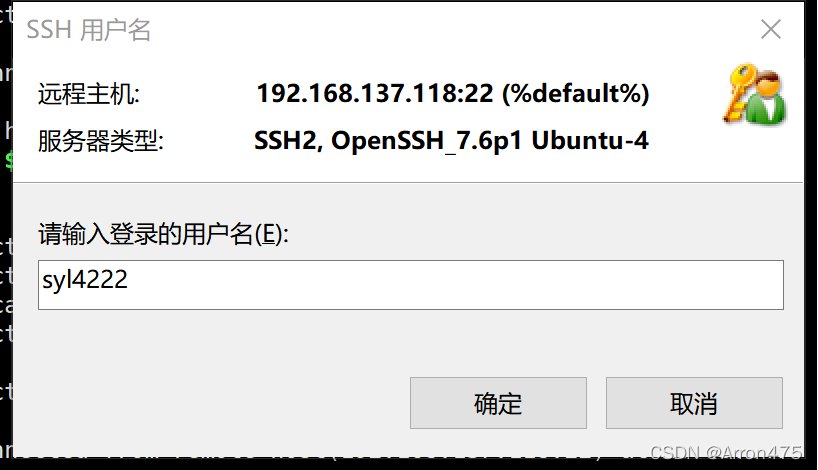 SSH 用户名
远程主机: 192.168.137.118:22 (%default%)
服务器类型: SSH2, OpenSSH_7.6p1 Ubuntu-4
请输入登录的用户名(E):
syl4222
确定 取消
CSDN @Arron475